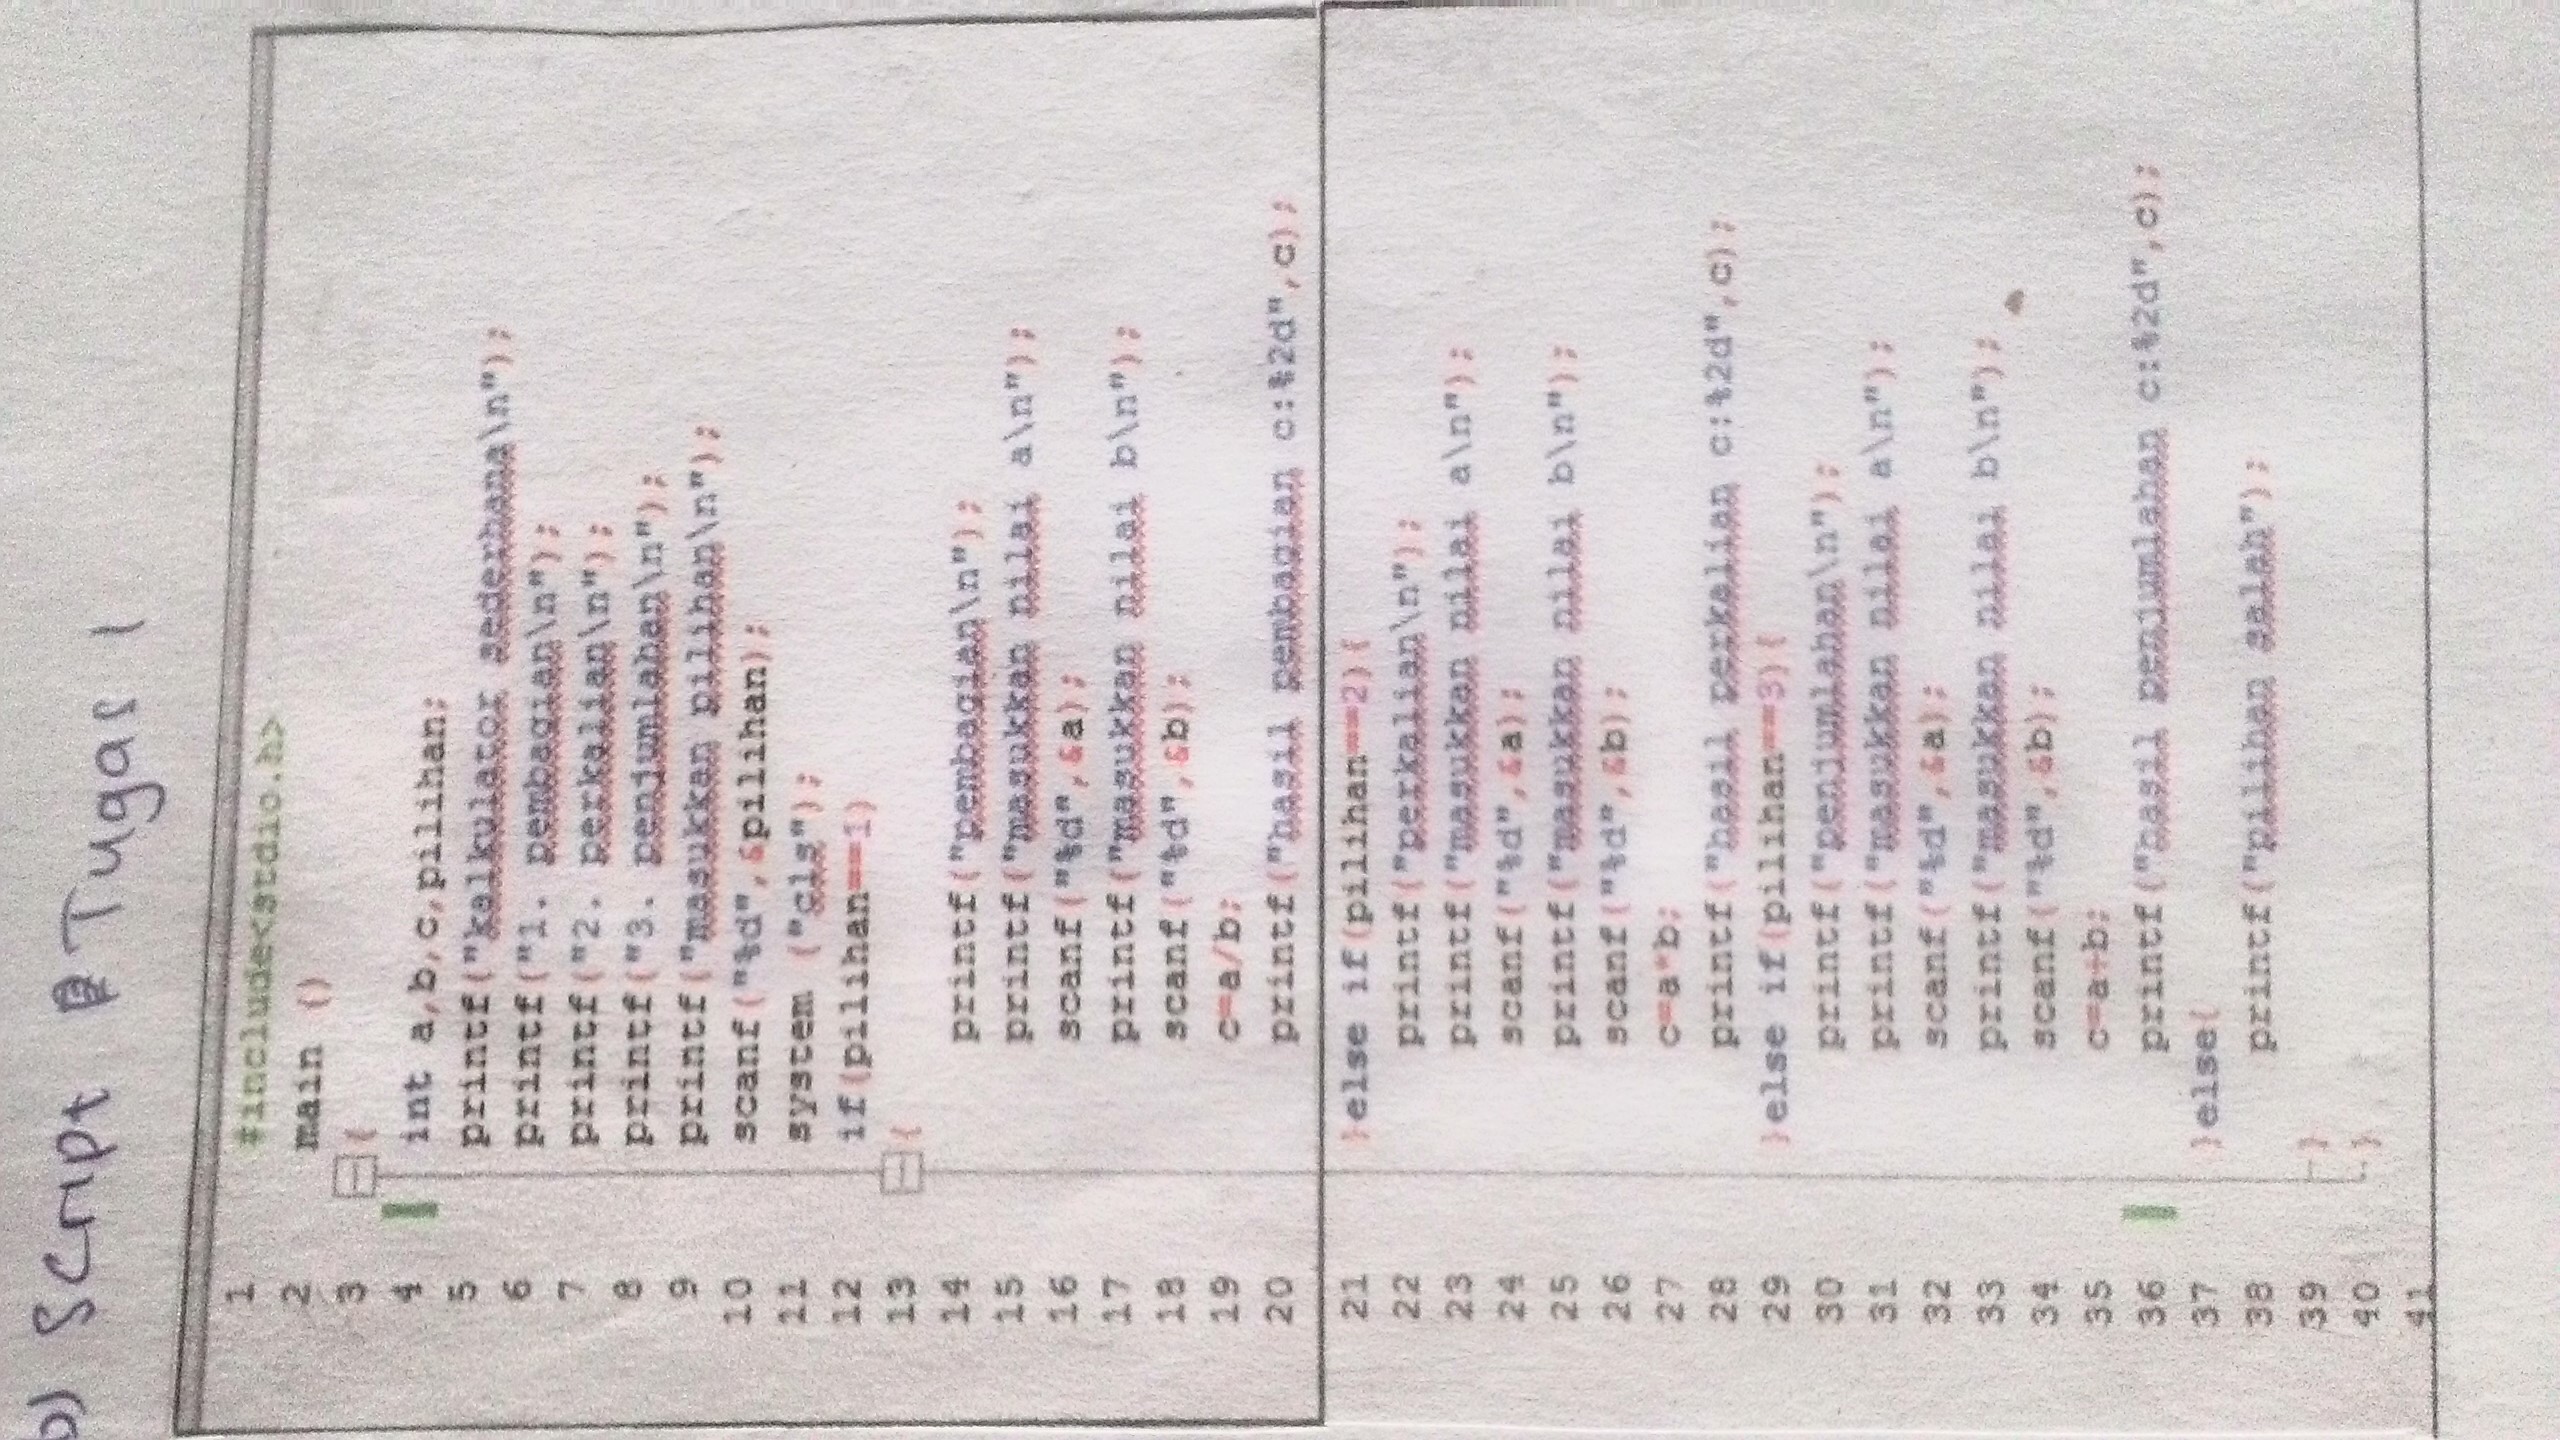 b) Script Tugas 1
1 #include<stdio.h>
2 main ()
3 {
4 int a,b,c,pilihan;
5 printf("kalkulator sederhana\n");
6 printf("1. pembagian\n");
7 printf("2. perkalian\n");
8 printf("3. penjumlahan\n");
9 printf("masukkan pilihan\n");
10 scanf("%d",&pilihan);
11 system ("cls");
12 if(pilihan==1)
13 {
14 printf("pembagian\n");
15 printf("masukkan nilai a\n");
16 scanf("%d",&a);
17 printf("masukkan nilai b\n");
18 scanf("%d",&b);
19 c=a/b;
20 printf("hasil pembagian c:%2d",c);
21 }else if(pilihan==2){
22 printf("perkalian\n");
23 printf("masukkan nilai a\n");
24 scanf("%d",&a);
25 printf("masukkan nilai b\n");
26 scanf("%d",&b);
27 c=a*b;
28 printf("hasil perkalian c:%2d",c);
29 }else if(pilihan==3){
30 printf("penjumlahan\n");
31 printf("masukkan nilai a\n");
32 scanf("%d",&a);
33 printf("masukkan nilai b\n");
34 scanf("%d",&b);
35 c=a+b;
36 printf("hasil penjumlahan c:%2d",c);
37 }else{
38 printf("pilihan salah");
39 }
40 }
41